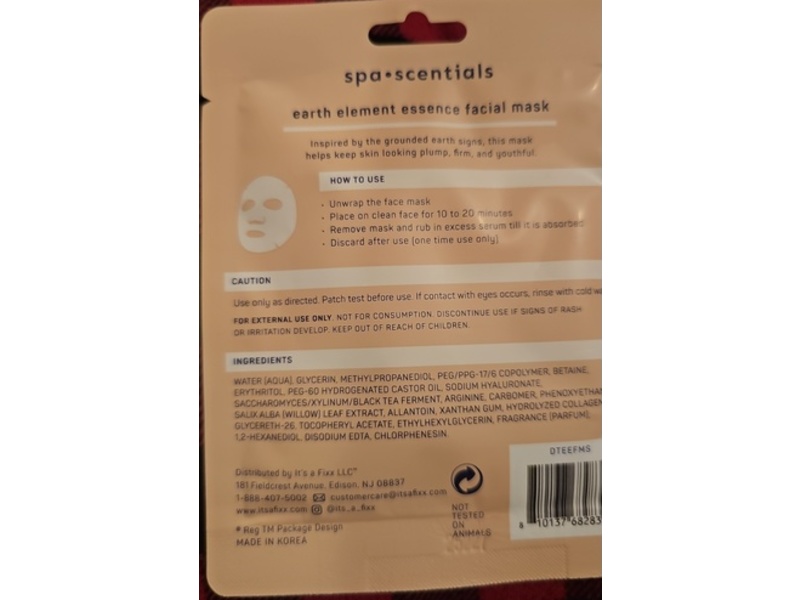 spa•scentials
earth element essence facial mask
Inspired by the grounded earth signs, this mask
helps keep skin looking plump, firm, and youthful.
HOW TO USE
• Unwrap the face mask
• Place on clean face for 10 to 20 minutes
• Remove mask and rub in excess serum till it is absorbed
• Discard after use (one time use only)
CAUTION
Use only as directed. Patch test before use. If contact with eyes occurs, rinse with cold
FOR EXTERNAL USE ONLY. NOT FOR CONSUMPTION. DISCONTINUE USE IF SIGNS OF RASH
OR IRRITATION DEVELOP. KEEP OUT OF REACH OF CHILDREN.
INGREDIENTS
WATER (AQUA), GLYCERIN, METHYLPROPANEDIOL, PEG/PPG-17/6 COPOLYMER, BETAINE,
ERYTHRITOL, PEG-60 HYDROGENATED CASTOR OIL, SODIUM HYALURONATE,
SACCHAROMYCES/XYLINUM/BLACK TEA FERMENT, ARGININE, CARBOMER, PHENOXYETHAN
SALIX ALBA (WILLOW) LEAF EXTRACT, ALLANTOIN, XANTHAN GUM, HYDROLYZED COLLAGEN,
GLYCERETH-26, TOCOPHERYL ACETATE, ETHYLHEXYLGLYCERIN, FRAGRANCE (PARFUM),
1,2-HEXANEDIOL, DISODIUM EDTA, CHLORPHENESIN.
DTEEFMS
Distributed by It's a Fixx LLC
181 Fieldcrest Avenue, Edison, NJ 08837
1-888-407-5002 customercare@itsafixx.com
www.itsafixx.com @its_a_fixx
® Reg TM Package Design
MADE IN KOREA
NOT
TESTED
ON
ANIMALS
8 10137 68283